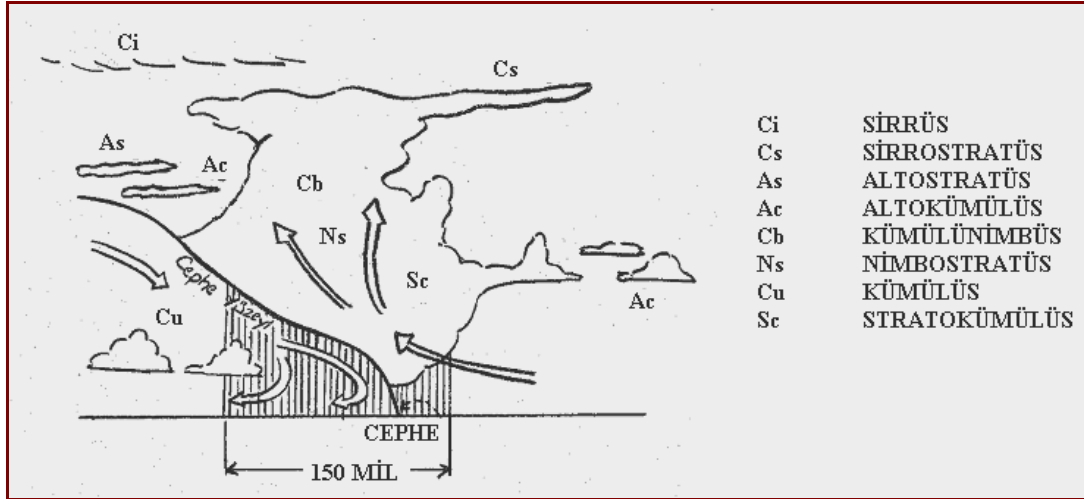 Ci
Cs
As
Ac
Cb
Ns
Sc
Cephe
Cu
Ac
CEPHE
150 MİL
Ci SİRRÜS
Cs SİRROSTRATÜS
As ALTOSTRATÜS
Ac ALTOKÜMÜLÜS
Cb KÜMÜLÜNİMBÜS
Ns NİMBOSTRATÜS
Cu KÜMÜLÜS
Sc STRATOKÜMÜLÜS